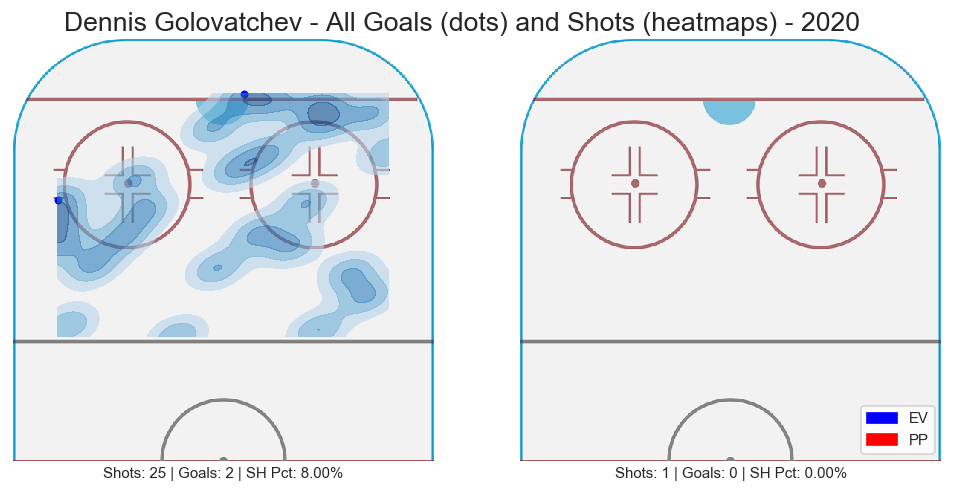 Dennis Golovatchev - All Goals (dots) and Shots (heatmaps) - 2020
EV
PP
Shots: 25 | Goals: 2 | SH Pct: 8.00%
Shots: 1 | Goals: 0 | SH Pct: 0.00%